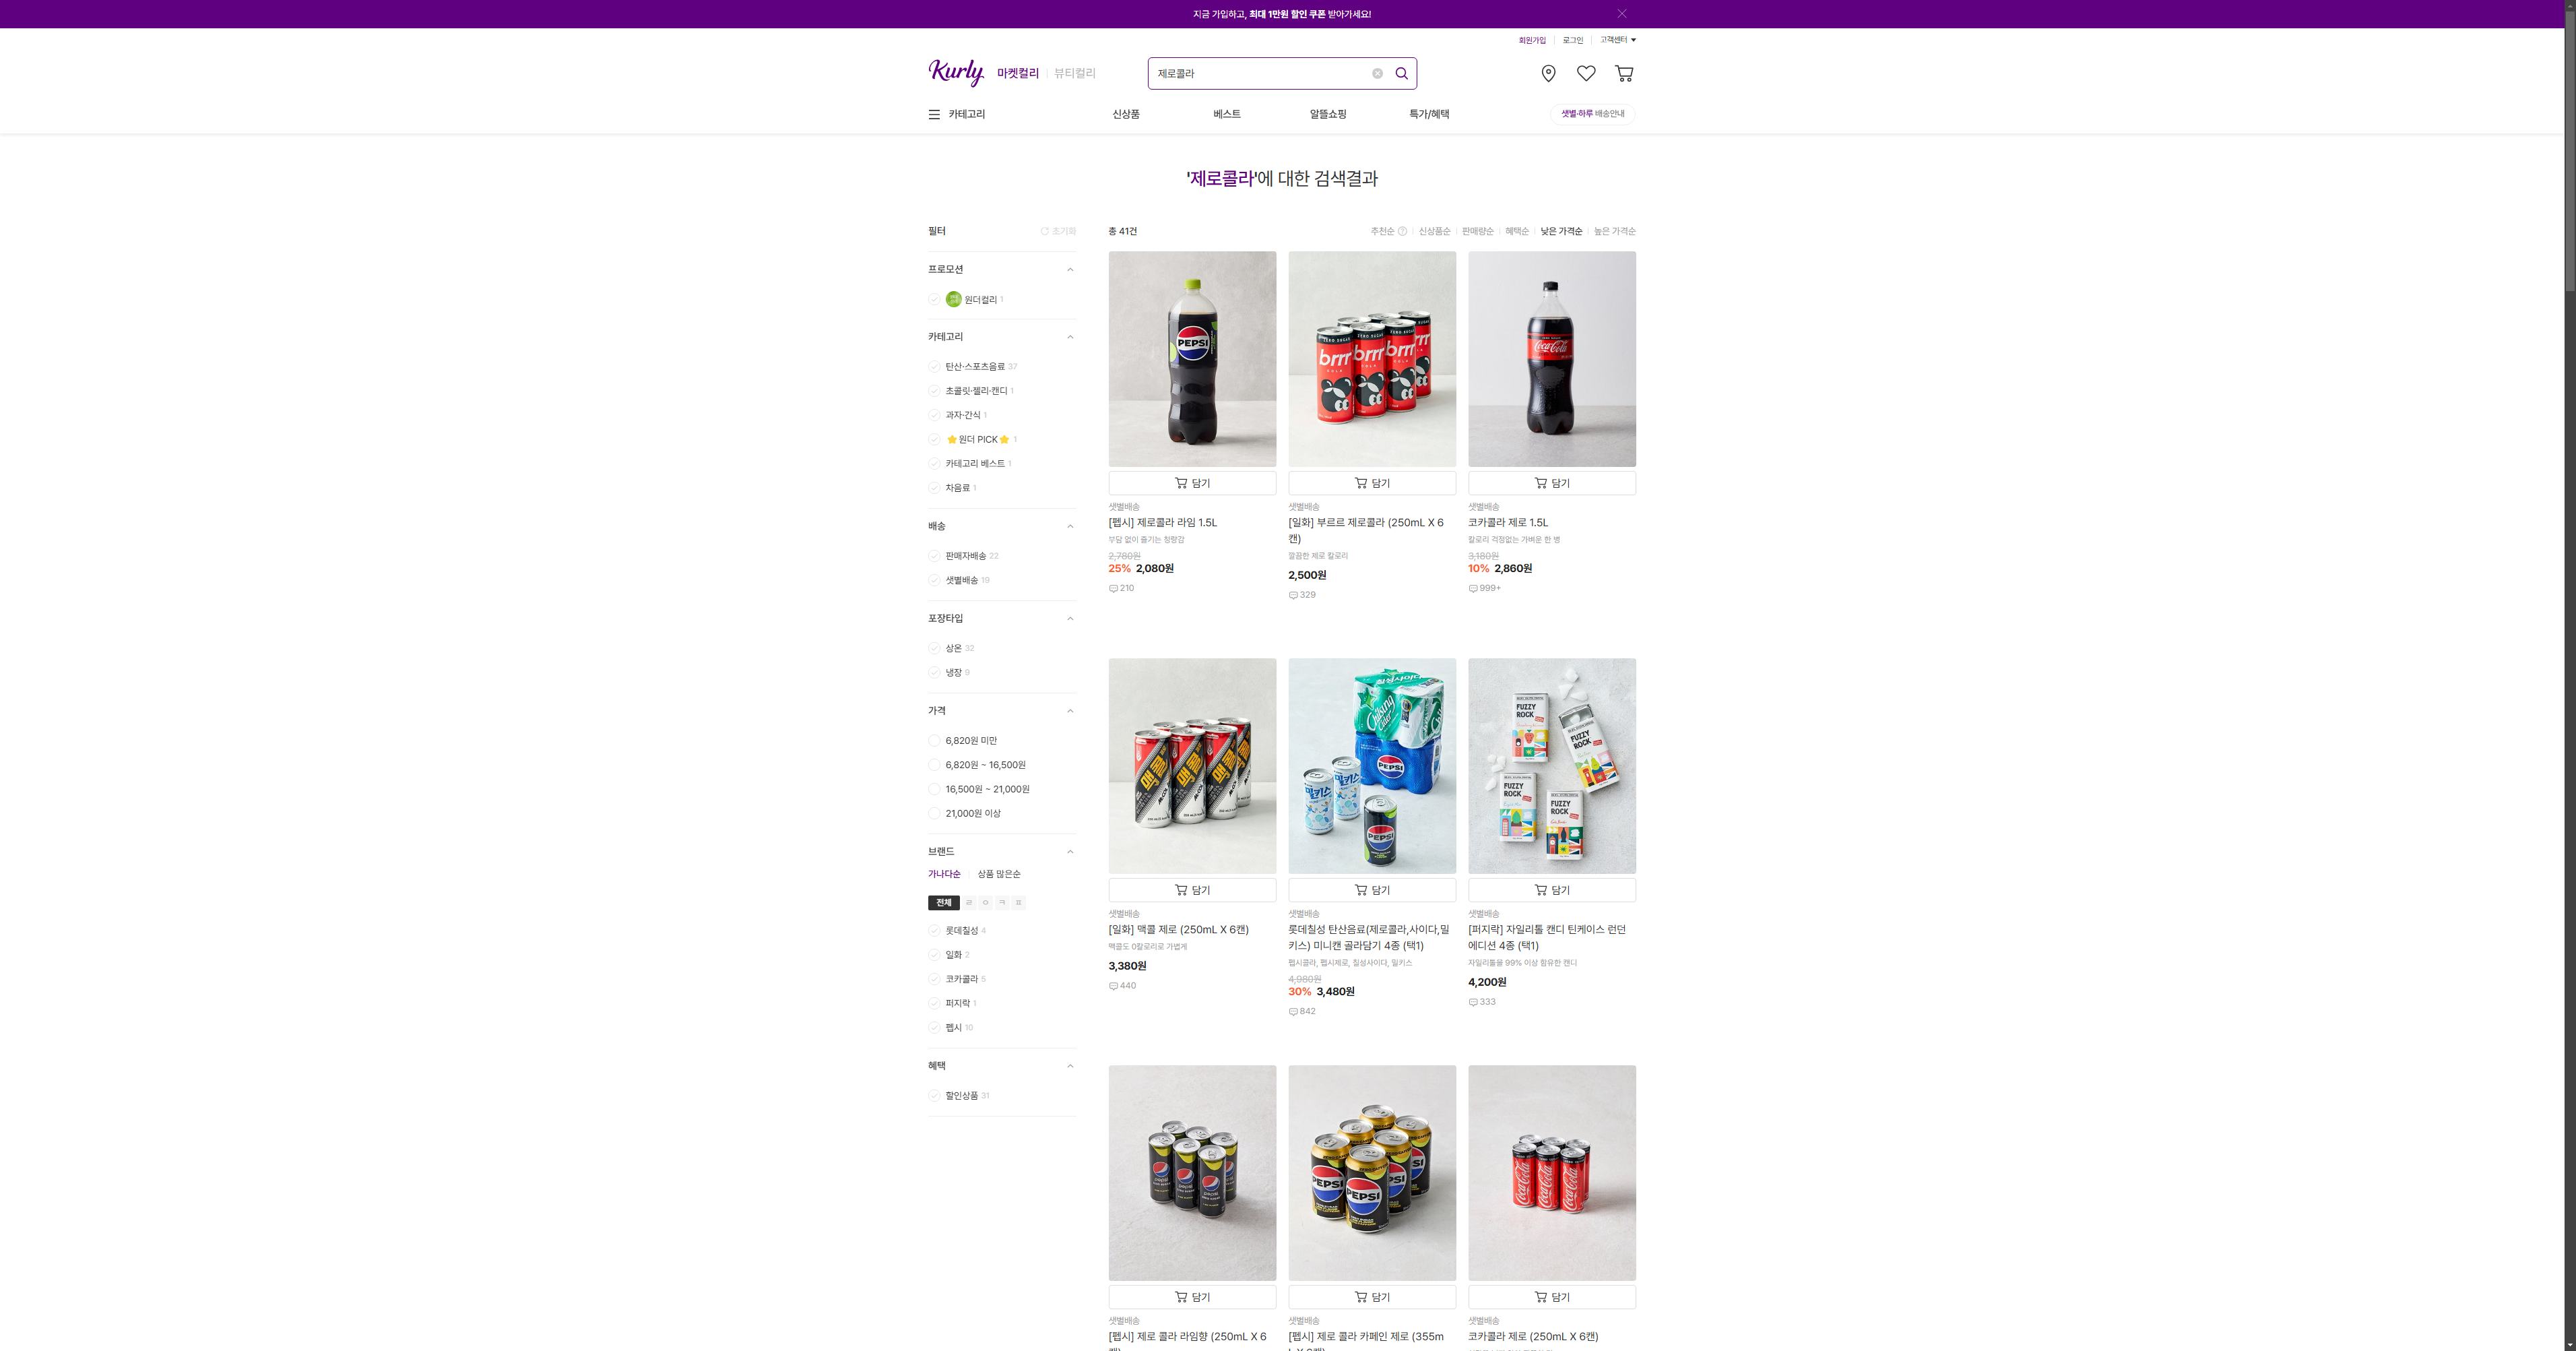 지금 가입하고, 최대 1만원 할인 쿠폰 받아가세요!
회원가입 로그인 고객센터
Kurly 마켓컬리 뷰티컬리 제로콜라
카테고리 신상품 베스트 알뜰쇼핑 특가/혜택 샛별·하루 배송안내
'제로콜라'에 대한 검색결과
필터 초기화
프로모션
원더컬리 1
카테고리
탄산·스포츠음료 37
초콜릿·젤리·캔디 1
과자·간식 1
⭐원더 PICK⭐ 1
카테고리 베스트 1
차음료 1
배송
판매자배송 22
샛별배송 19
포장타입
상온 32
냉장 9
가격
6,820원 미만
6,820원 ~ 16,500원
16,500원 ~ 21,000원
21,000원 이상
브랜드
가나다순 상품 많은순
전체 ㄹ ㅇ ㅋ ㅍ
롯데칠성 4
일화 2
코카콜라 5
퍼지락 1
펩시 10
혜택
할인상품 31
총 41건 추천순 신상품순 판매량순 혜택순 낮은 가격순 높은 가격순
담기
샛별배송
[펩시] 제로콜라 라임 1.5L
부담 없이 즐기는 청량감
2,780원
25% 2,080원
210
담기
샛별배송
[일화] 부르르 제로콜라 (250mL X 6
캔)
깔끔한 제로 칼로리
2,500원
329
담기
샛별배송
코카콜라 제로 1.5L
칼로리 걱정없는 가벼운 한 병
3,180원
10% 2,860원
999+
담기
샛별배송
[일화] 맥콜 제로 (250mL X 6캔)
맥콜도 0칼로리로 가볍게
3,380원
440
담기
샛별배송
롯데칠성 탄산음료(제로콜라,사이다,밀
키스) 미니캔 골라담기 4종 (택1)
펩시콜라, 펩시제로, 칠성사이다, 밀키스
4,980원
30% 3,480원
842
담기
샛별배송
[퍼지락] 자일리톨 캔디 틴케이스 런던
에디션 4종 (택1)
자일리톨을 99% 이상 함유한 캔디
4,200원
333
담기
샛별배송
[펩시] 제로 콜라 라임향 (250mL X 6
담기
샛별배송
[펩시] 제로 콜라 카페인 제로 (355m
담기
샛별배송
코카콜라 제로 (250mL X 6캔)